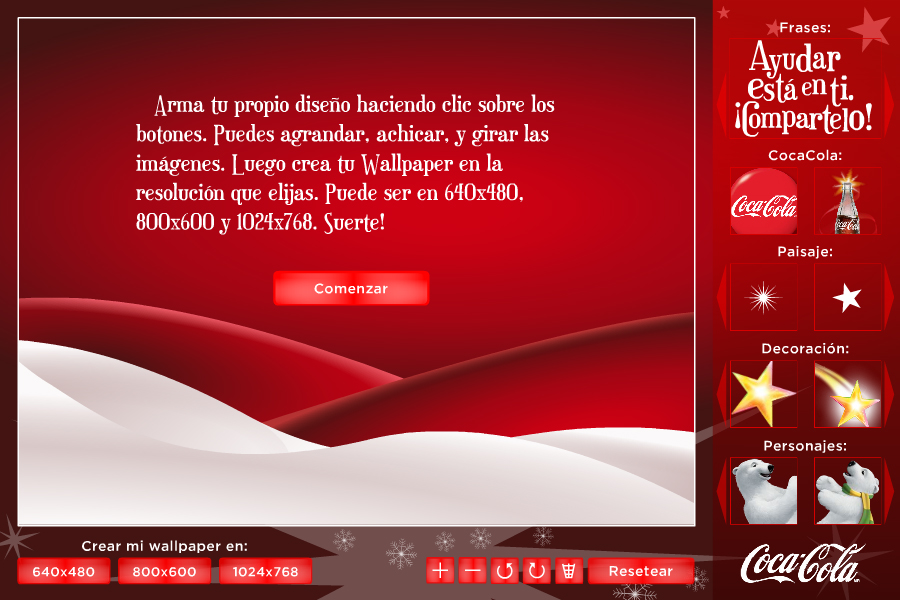 Arma tu propio diseño haciendo clic sobre los
botones. Puedes agrandar, achicar, y girar las
imágenes. Luego crea tu Wallpaper en la
resolución que elijas. Puede ser en 640x480,
800x600 y 1024x768. Suerte!
Comenzar
Crear mi wallpaper en:
640x480
800x600
1024x768
Resetear
Frases:
Ayudar
está en ti.
¡Compartelo!
CocaCola:
Coca-Cola
Coca-Cola
Paisaje:
Decoración:
Personajes:
Coca-Cola